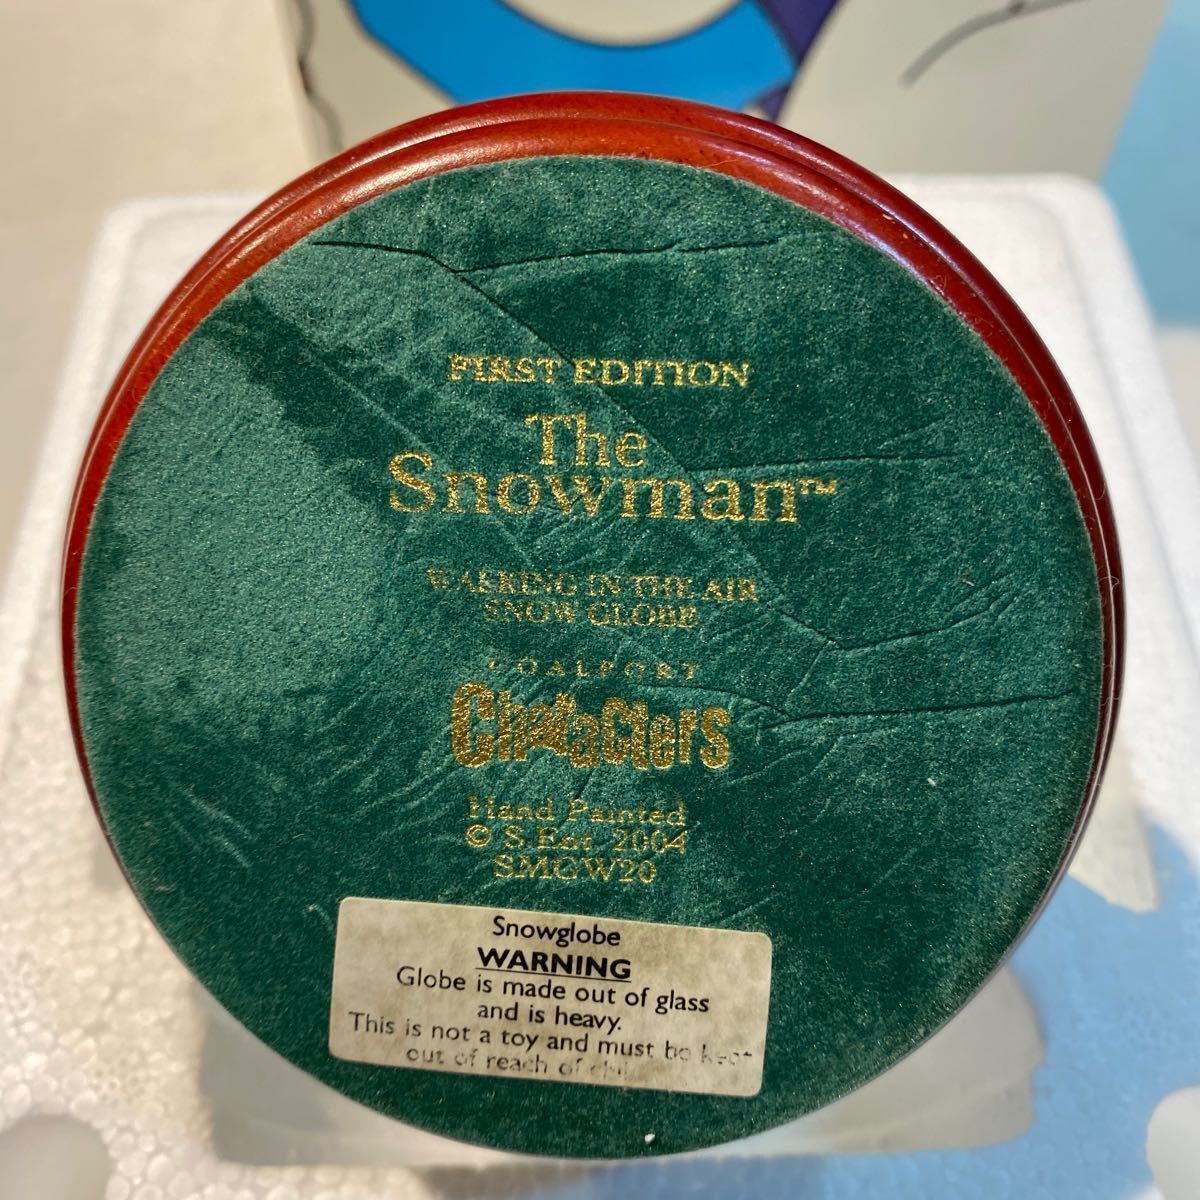 FIRST EDITION
The
Snowman™
WALKING IN THE AIR
SNOW GLOBE
COALPORT
Characters
Hand Painted
© S.Ent. 2004
SMGW20
Snowglobe
WARNING
Globe is made out of glass
and is heavy.
This is not a toy and must be kept
out of reach of